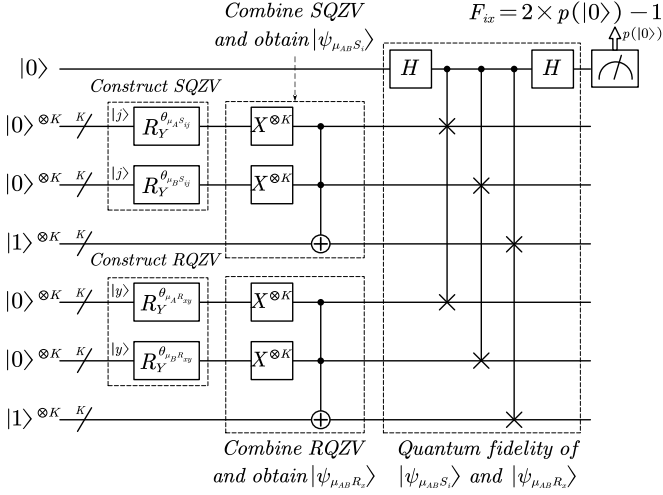 Combine SQZV
and obtain|ψ_{μ_{AB}S_i}⟩
F_{ix} = 2 × p(|0⟩) − 1
p(|0⟩)
|0⟩ H H
Construct SQZV
|0⟩^{⊗K} K |j⟩ R_Y^{θ_{μ_A S_{ij}}} X^{⊗K}
|0⟩^{⊗K} K |j⟩ R_Y^{θ_{μ_B S_{ij}}} X^{⊗K}
|1⟩^{⊗K} K
Construct RQZV
|0⟩^{⊗K} K |y⟩ R_Y^{θ_{μ_A R_{xy}}} X^{⊗K}
|0⟩^{⊗K} K |y⟩ R_Y^{θ_{μ_B R_{xy}}} X^{⊗K}
|1⟩^{⊗K} K
Combine RQZV
and obtain|ψ_{μ_{AB}R_x}⟩
Quantum fidelity of
|ψ_{μ_{AB}S_i}⟩ and |ψ_{μ_{AB}R_x}⟩